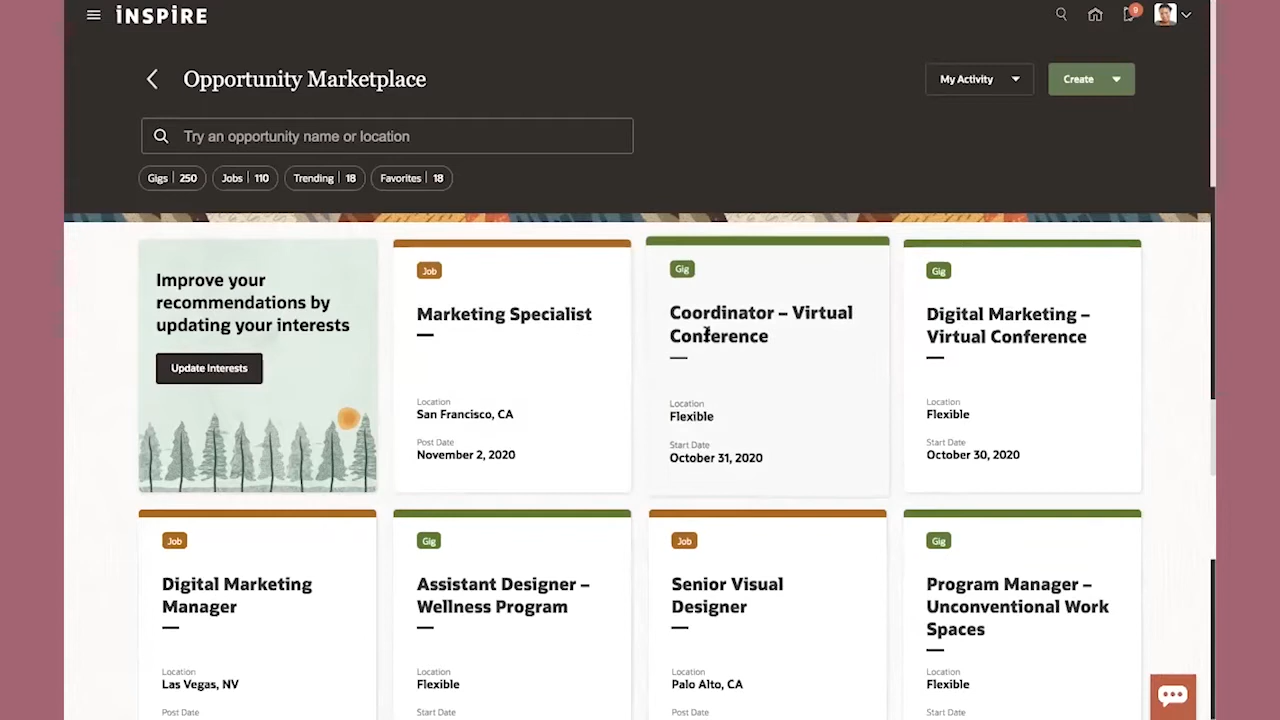 iNSPiRE
9
Opportunity Marketplace
My Activity
Create
Try an opportunity name or location
Gigs | 250
Jobs | 110
Trending | 18
Favorites | 18
Improve your
recommendations by
updating your interests
Update Interests
Job
Marketing Specialist
Location
San Francisco, CA
Post Date
November 2, 2020
Gig
Coordinator – Virtual
Conference
Location
Flexible
Start Date
October 31, 2020
Gig
Digital Marketing –
Virtual Conference
Location
Flexible
Start Date
October 30, 2020
Job
Digital Marketing
Manager
Location
Las Vegas, NV
Post Date
Gig
Assistant Designer –
Wellness Program
Location
Flexible
Start Date
Job
Senior Visual
Designer
Location
Palo Alto, CA
Post Date
Gig
Program Manager –
Unconventional Work
Spaces
Location
Flexible
Start Date